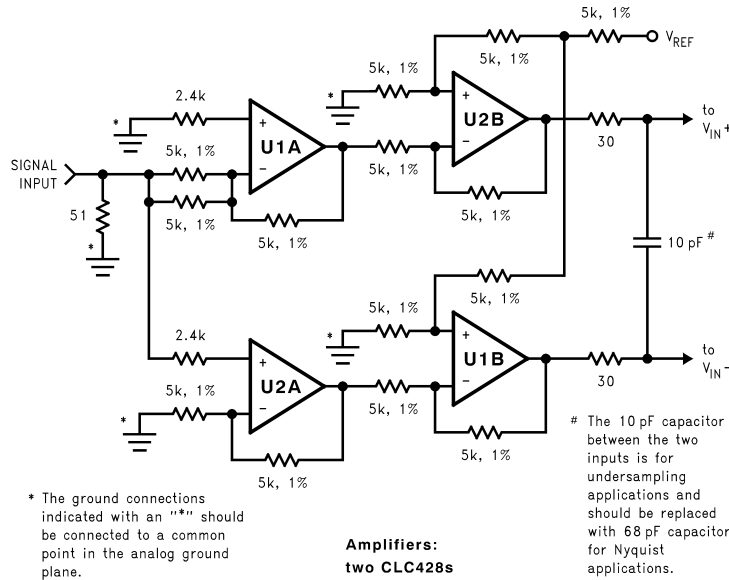 5k, 1%
5k, 1%
V_REF
5k, 1%
2.4k
*
*
+
U2B
−
to
V_IN+
+
U1A
−
30
5k, 1%
SIGNAL
INPUT
5k, 1%
5k, 1%
51
5k, 1%
5k, 1%
*
10 pF #
5k, 1%
5k, 1%
2.4k
*
+
U1B
−
to
V_IN−
+
U2A
−
30
5k, 1%
5k, 1%
*
5k, 1%
5k, 1%
# The 10 pF capacitor
between the two
inputs is for
undersampling
applications and
should be replaced
with 68 pF capacitor
for Nyquist
applications.
* The ground connections
indicated with an "*" should
be connected to a common
point in the analog ground
plane.
Amplifiers:
two CLC428s